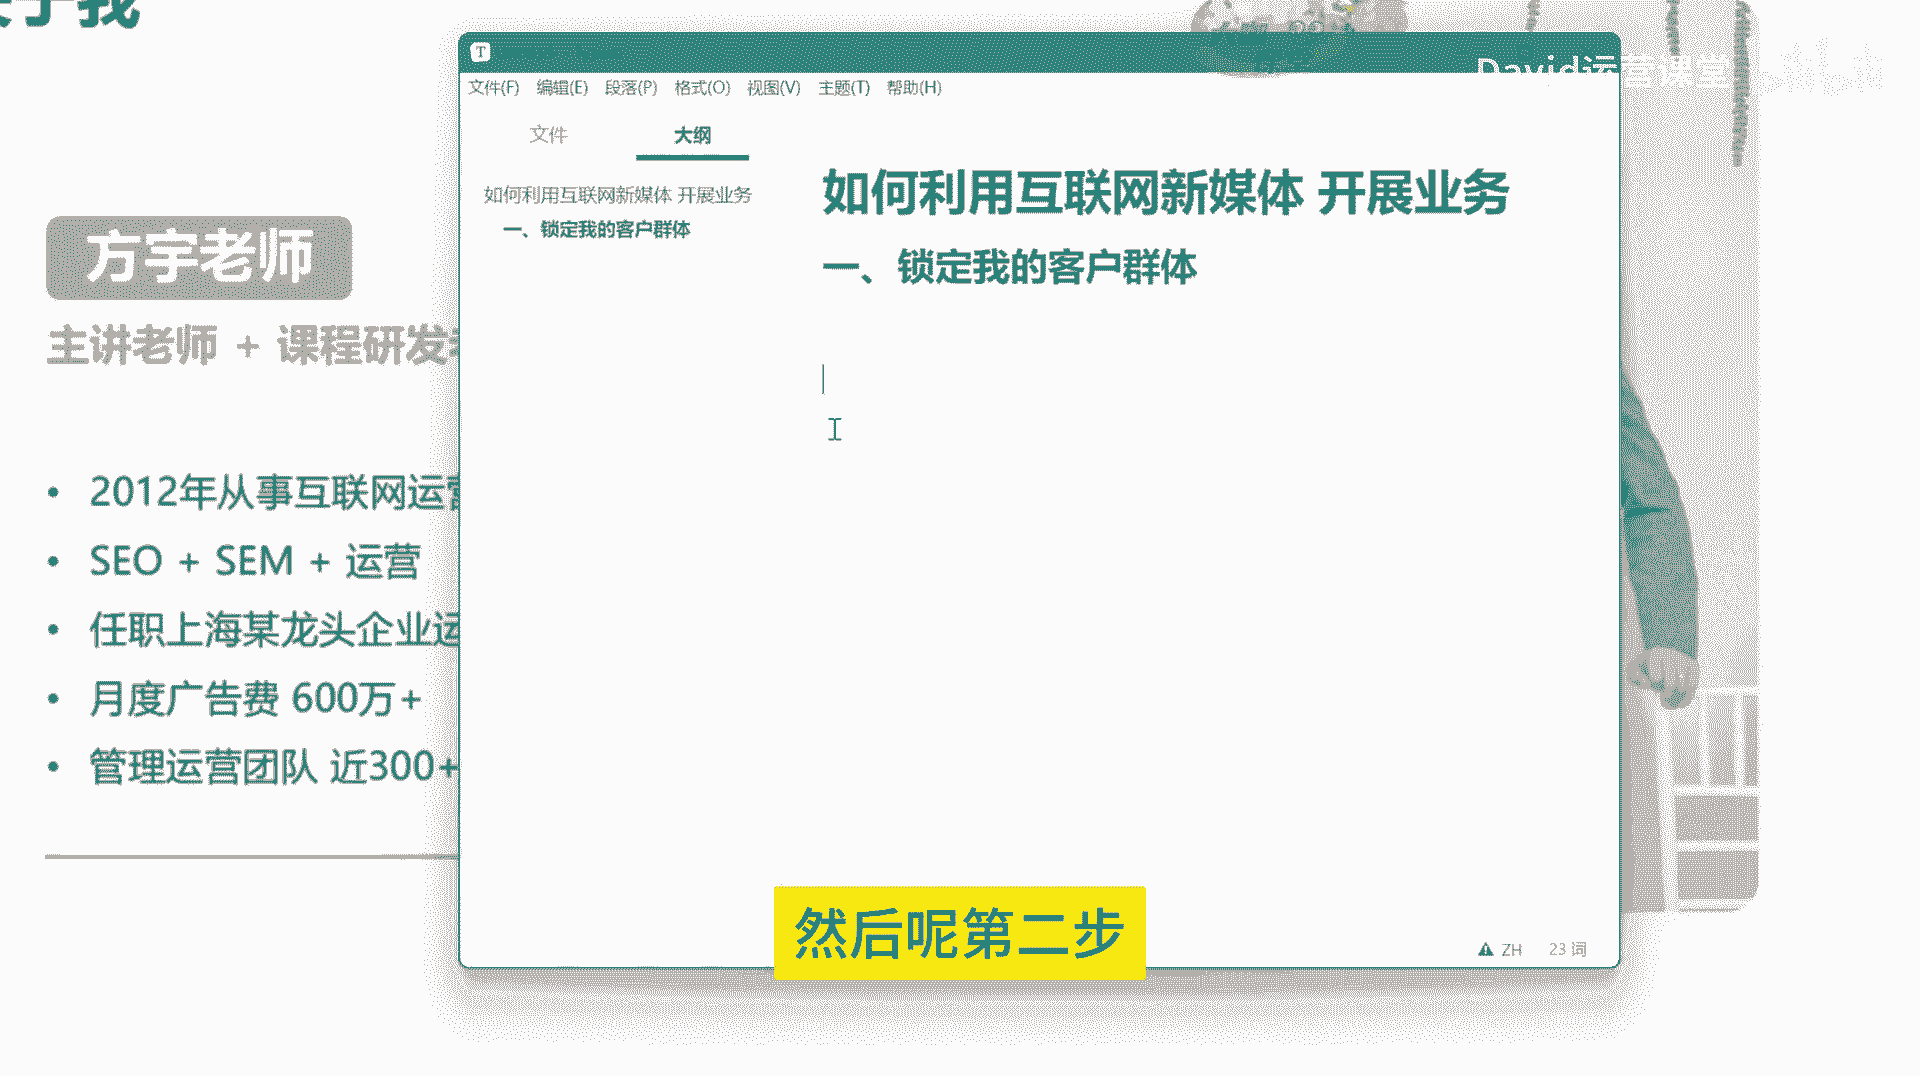 于我
方宇老师
主讲老师 + 课程研发
• 2012年从事互联网运营
• SEO + SEM + 运营
• 任职上海某龙头企业运
• 月度广告费 600万+
• 管理运营团队 近300+
T
文件(F) 编辑(E) 段落(P) 格式(O) 视图(V) 主题(T) 帮助(H)
文件 大纲
如何利用互联网新媒体 开展业务
一、锁定我的客户群体
如何利用互联网新媒体 开展业务
一、锁定我的客户群体
ZH 23 词
David运营课堂
然后呢第二步